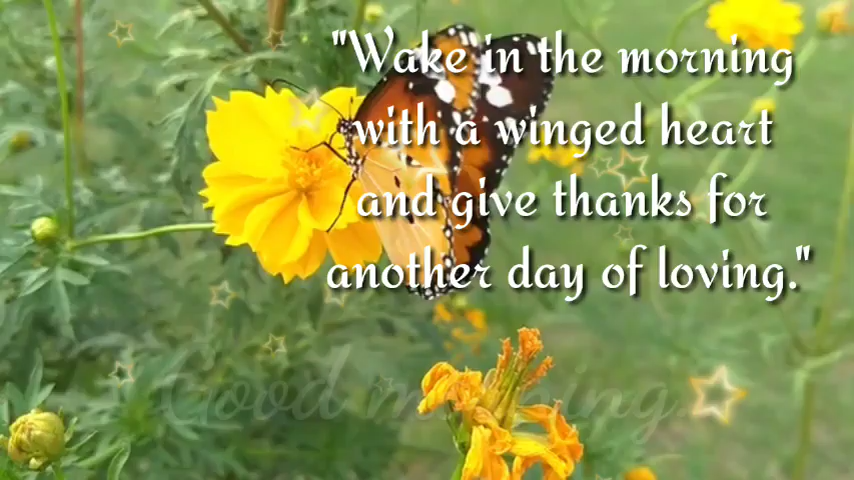 "Wake in the morning
with a winged heart
and give thanks for
another day of loving."
Good morning...